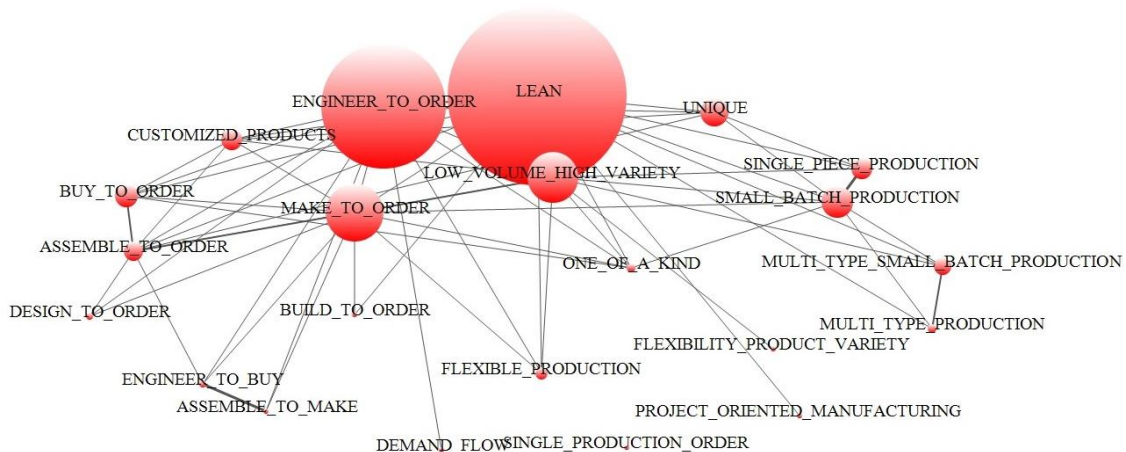 LEAN
ENGINEER_TO_ORDER
UNIQUE
CUSTOMIZED_PRODUCTS
SINGLE_PIECE_PRODUCTION
LOW_VOLUME_HIGH_VARIETY
BUY_TO_ORDER
SMALL_BATCH_PRODUCTION
MAKE_TO_ORDER
ASSEMBLE_TO_ORDER
ONE_OF_A_KIND
MULTI_TYPE_SMALL_BATCH_PRODUCTION
DESIGN_TO_ORDER
BUILD_TO_ORDER
MULTI_TYPE_PRODUCTION
FLEXIBILITY_PRODUCT_VARIETY
FLEXIBLE_PRODUCTION
ENGINEER_TO_BUY
ASSEMBLE_TO_MAKE
PROJECT_ORIENTED_MANUFACTURING
SINGLE_PRODUCTION_ORDER
DEMAND_FLOW